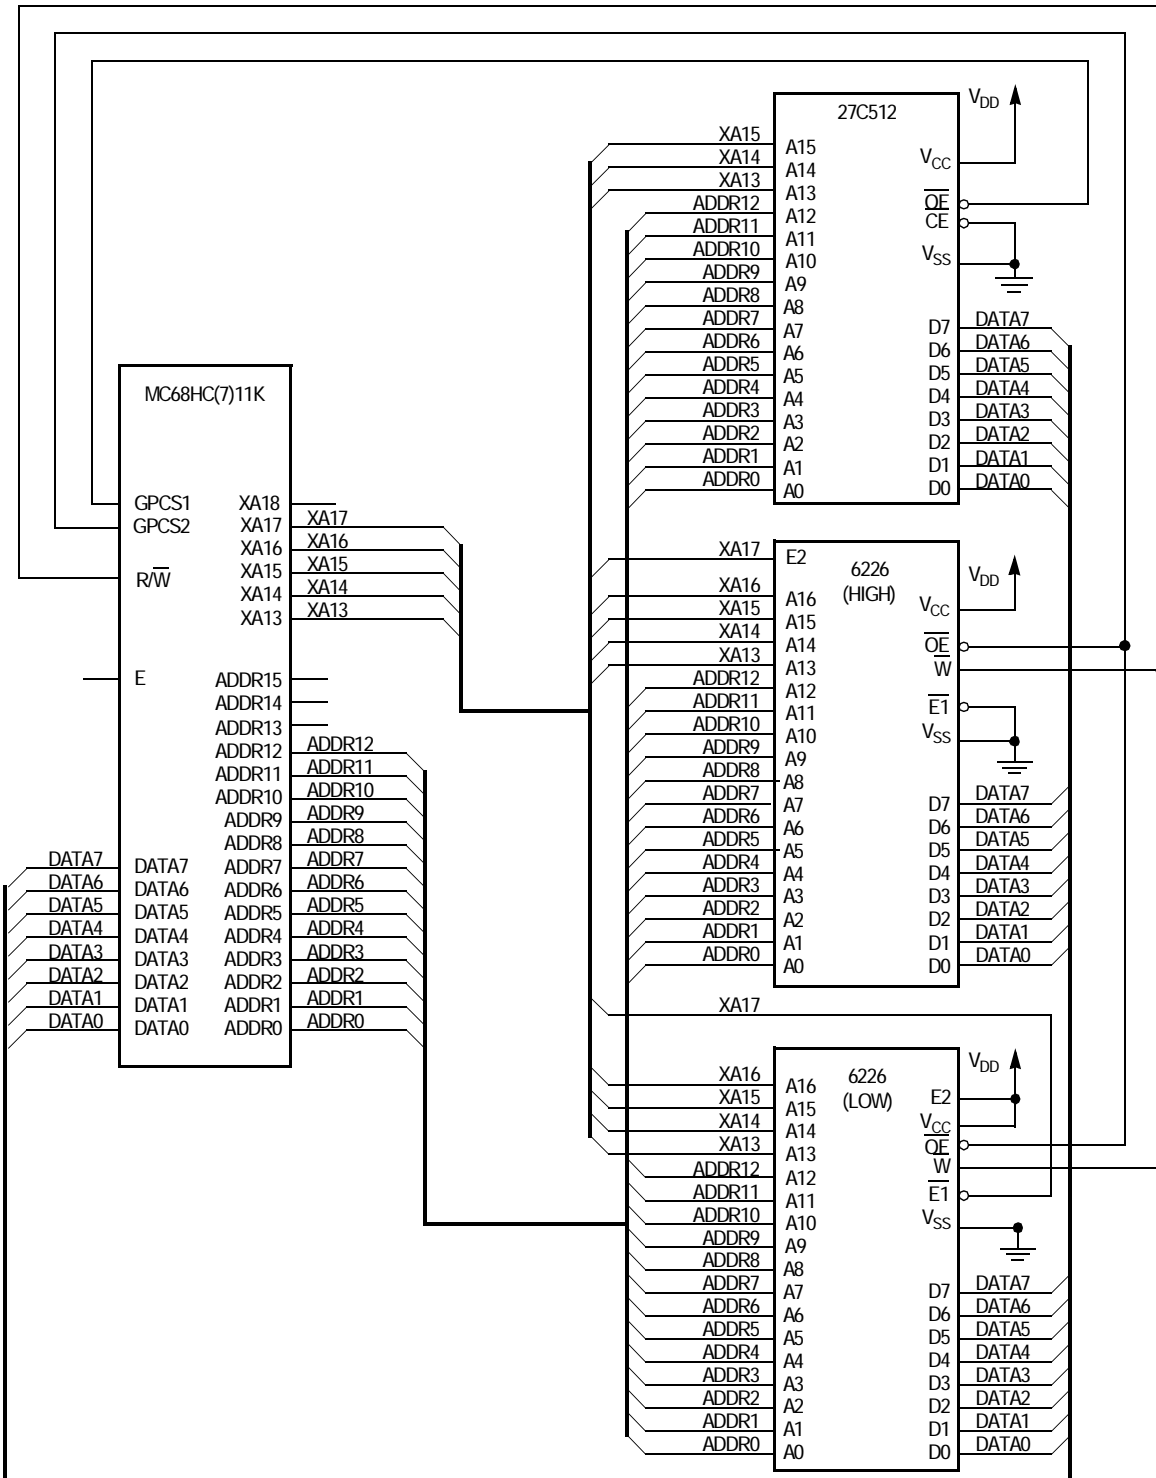 MC68HC(7)11K
GPCS1
GPCS2
R/W̅
E
DATA7 DATA7
DATA6 DATA6
DATA5 DATA5
DATA4 DATA4
DATA3 DATA3
DATA2 DATA2
DATA1 DATA1
DATA0 DATA0
XA18
XA17 XA17
XA16 XA16
XA15 XA15
XA14 XA14
XA13 XA13
ADDR15
ADDR14
ADDR13
ADDR12 ADDR12
ADDR11 ADDR11
ADDR10 ADDR10
ADDR9 ADDR9
ADDR8 ADDR8
ADDR7 ADDR7
ADDR6 ADDR6
ADDR5 ADDR5
ADDR4 ADDR4
ADDR3 ADDR3
ADDR2 ADDR2
ADDR1 ADDR1
ADDR0 ADDR0
27C512
XA15 A15
XA14 A14
XA13 A13
ADDR12 A12
ADDR11 A11
ADDR10 A10
ADDR9 A9
ADDR8 A8
ADDR7 A7
ADDR6 A6
ADDR5 A5
ADDR4 A4
ADDR3 A3
ADDR2 A2
ADDR1 A1
ADDR0 A0
VDD
VCC
O̅E̅
C̅E̅
VSS
D7 DATA7
D6 DATA6
D5 DATA5
D4 DATA4
D3 DATA3
D2 DATA2
D1 DATA1
D0 DATA0
6226
(HIGH)
XA17 E2
XA16 A16
XA15 A15
XA14 A14
XA13 A13
ADDR12 A12
ADDR11 A11
ADDR10 A10
ADDR9 A9
ADDR8 A8
ADDR7 A7
ADDR6 A6
ADDR5 A5
ADDR4 A4
ADDR3 A3
ADDR2 A2
ADDR1 A1
ADDR0 A0
VDD
VCC
O̅E̅
W̅
E̅1̅
VSS
D7 DATA7
D6 DATA6
D5 DATA5
D4 DATA4
D3 DATA3
D2 DATA2
D1 DATA1
D0 DATA0
XA17
6226
(LOW)
XA16 A16
XA15 A15
XA14 A14
XA13 A13
ADDR12 A12
ADDR11 A11
ADDR10 A10
ADDR9 A9
ADDR8 A8
ADDR7 A7
ADDR6 A6
ADDR5 A5
ADDR4 A4
ADDR3 A3
ADDR2 A2
ADDR1 A1
ADDR0 A0
VDD
E2
VCC
O̅E̅
W̅
E̅1̅
VSS
D7 DATA7
D6 DATA6
D5 DATA5
D4 DATA4
D3 DATA3
D2 DATA2
D1 DATA1
D0 DATA0